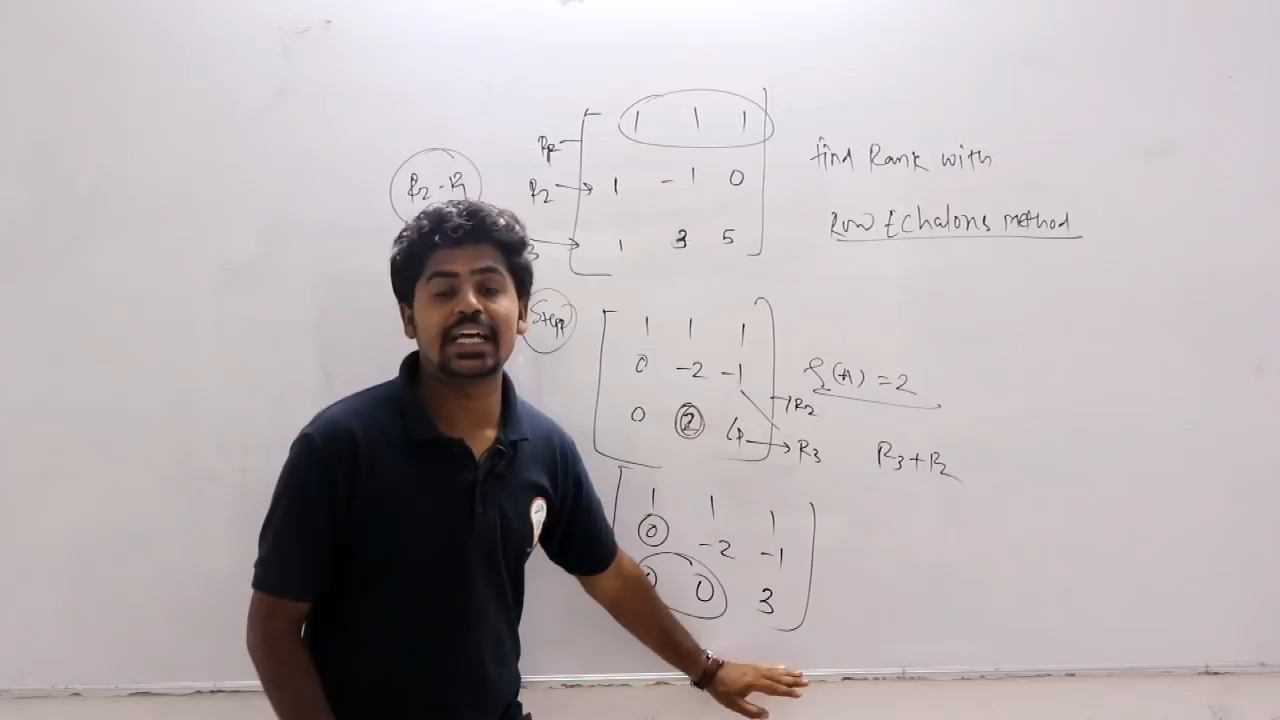 1 1 1
R2 - R1 R2 → 1 -1 0
3 → 1 3 5
find Rank with
Row Echalons method
Step
1 1 1
0 -2 -1 → R2
0 2 4 → R3
ρ(A) = 2
R3 + R2
1 1 1
0 -2 -1
0 0 3